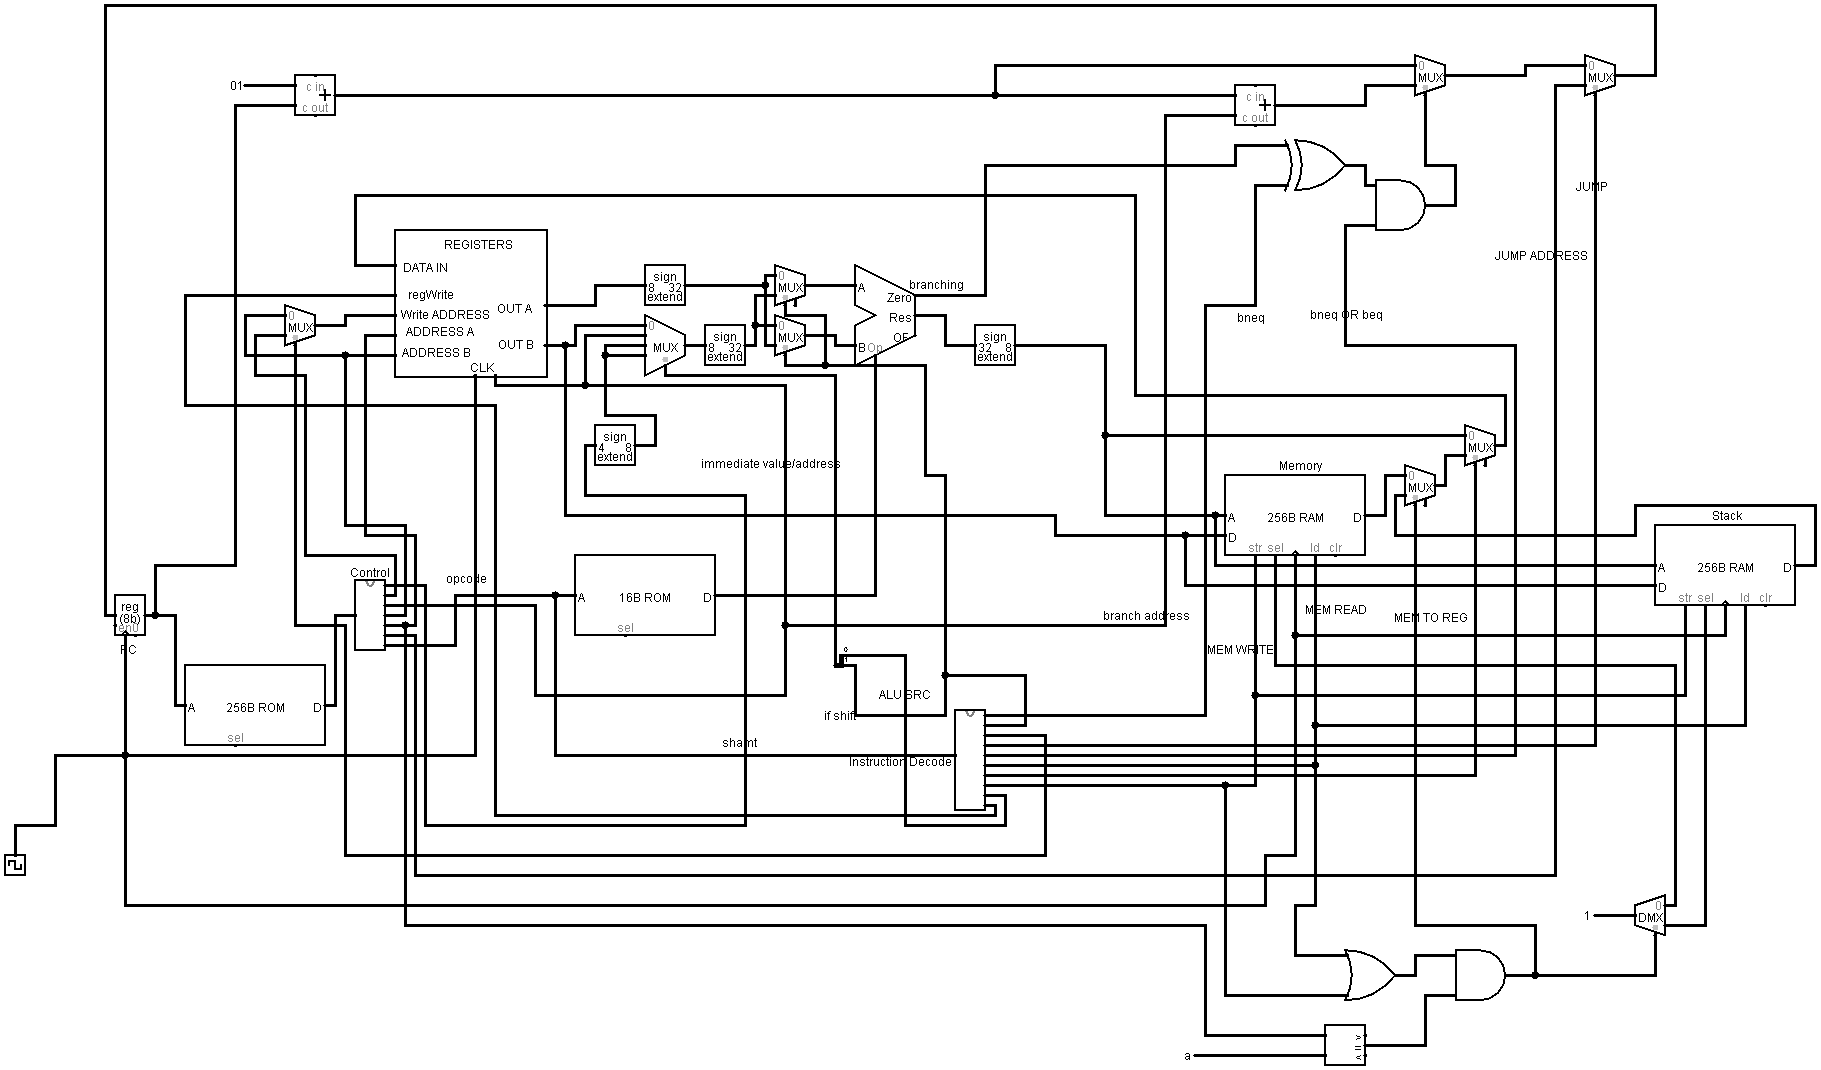 01
c in
+
c out
c in
+
c out
0
MUX
0
MUX
JUMP
JUMP ADDRESS
REGISTERS
DATA IN
regWrite
Write ADDRESS
OUT A
ADDRESS A
OUT B
ADDRESS B
CLK
0
MUX
sign
8 32
extend
0
MUX
sign
8 32
extend
0
MUX
0
MUX
A
Zero
Res
OF
B Op
branching
sign
32 8
extend
bneq
bneq OR beq
sign
4 8
extend
immediate value/address
Memory
A
256B RAM
D
D
str sel
ld clr
0
MUX
0
MUX
Stack
A
256B RAM
D
D
str sel
ld clr
Control
opcode
A
16B ROM
D
sel
reg
(8b)
en0
PC
A
256B ROM
D
sel
branch address
MEM READ
MEM TO REG
MEM WRITE
0
1
ALU SRC
if shift
shamt
Instruction Decode
1
0
DMX
a
>
=
<